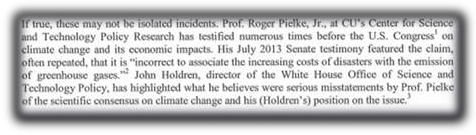 If true, these may not be isolated incidents. Prof. Roger Pielke, Jr., at CU's Center for Science
and Technology Policy Research has testified numerous times before the U.S. Congress¹ on
climate change and its economic impacts. His July 2013 Senate testimony featured the claim,
often repeated, that it is "incorrect to associate the increasing costs of disasters with the emission
of greenhouse gases."² John Holdren, director of the White House Office of Science and
Technology Policy, has highlighted what he believes were serious misstatements by Prof. Pielke
of the scientific consensus on climate change and his (Holdren's) position on the issue.³